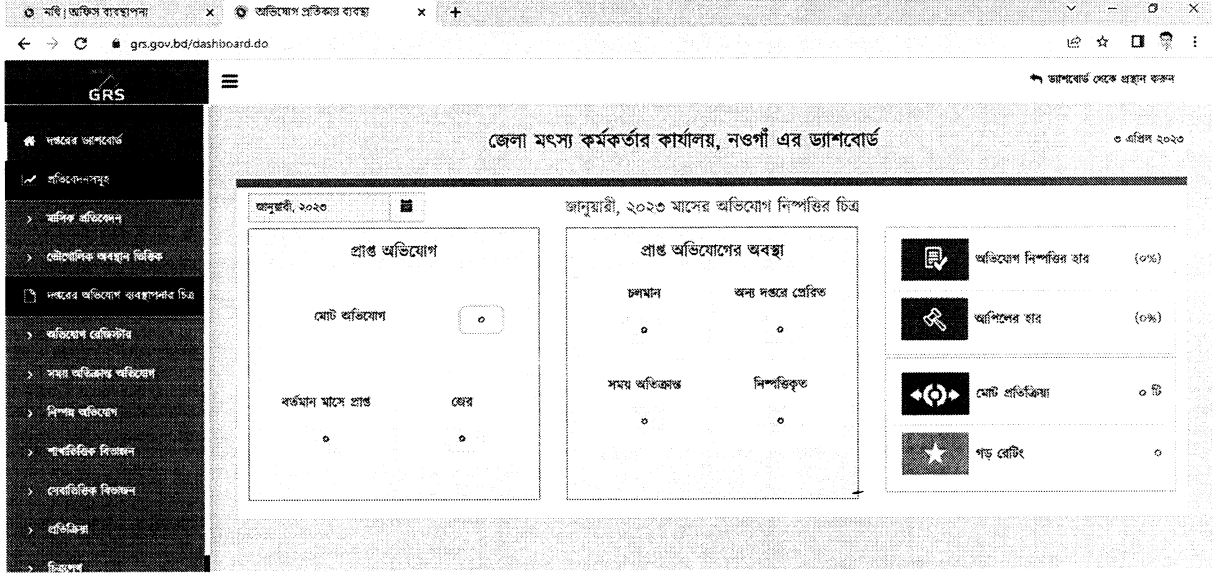 নথি | অফিস ব্যবস্থাপনা
অভিযোগ প্রতিকার ব্যবস্থা
grs.gov.bd/dashboard.do
GRS
ড্যাশবোর্ড থেকে প্রস্থান করুন
দপ্তরের ড্যাশবোর্ড
প্রতিবেদনসমূহ
মাসিক প্রতিবেদন
ভৌগোলিক অবস্থান ভিত্তিক
দপ্তরের অভিযোগ ব্যবস্থাপনার চিত্র
অভিযোগ রেজিস্টার
সময় অতিক্রান্ত অভিযোগ
নিষ্পন্ন অভিযোগ
শাখাভিত্তিক বিভাজন
সেবাভিত্তিক বিভাজন
প্রতিক্রিয়া
চিত্রলেখ
জেলা মৎস্য কর্মকর্তার কার্যালয়, নওগাঁ এর ড্যাশবোর্ড
৩ এপ্রিল ২০২৩
জানুয়ারী, ২০২৩
জানুয়ারী, ২০২৩ মাসের অভিযোগ নিষ্পত্তির চিত্র
প্রাপ্ত অভিযোগ
মোট অভিযোগ ০
বর্তমান মাসে প্রাপ্ত জের
০ ০
প্রাপ্ত অভিযোগের অবস্থা
চলমান অন্য দপ্তরে প্রেরিত
০ ০
সময় অতিক্রান্ত নিষ্পত্তিকৃত
০ ০
অভিযোগ নিষ্পত্তির হার (০%)
আপিলের হার (০%)
মোট প্রতিক্রিয়া ০ টি
গড় রেটিং ০